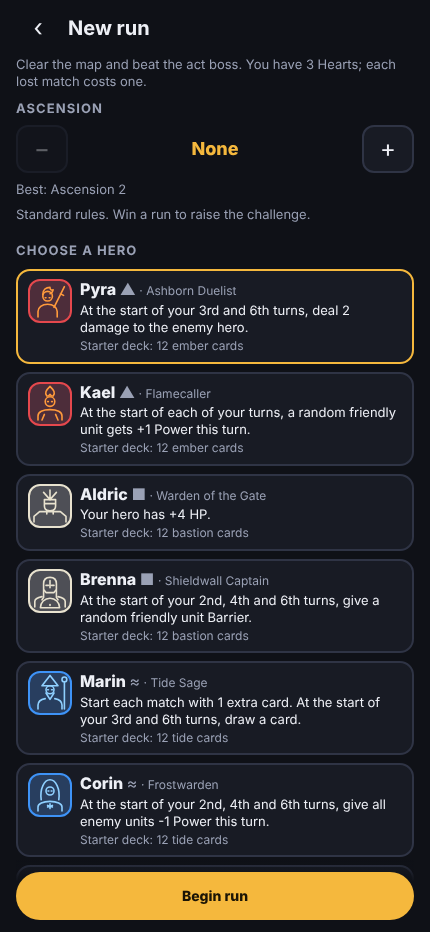 ‹ New run
Clear the map and beat the act boss. You have 3 Hearts; each
lost match costs one.
ASCENSION
− None +
Best: Ascension 2
Standard rules. Win a run to raise the challenge.
CHOOSE A HERO
Pyra ▲ · Ashborn Duelist
At the start of your 3rd and 6th turns, deal 2
damage to the enemy hero.
Starter deck: 12 ember cards
Kael ▲ · Flamecaller
At the start of each of your turns, a random friendly
unit gets +1 Power this turn.
Starter deck: 12 ember cards
Aldric ■ · Warden of the Gate
Your hero has +4 HP.
Starter deck: 12 bastion cards
Brenna ■ · Shieldwall Captain
At the start of your 2nd, 4th and 6th turns, give a
random friendly unit Barrier.
Starter deck: 12 bastion cards
Marin ≈ · Tide Sage
Start each match with 1 extra card. At the start of
your 3rd and 6th turns, draw a card.
Starter deck: 12 tide cards
Corin ≈ · Frostwarden
At the start of your 2nd, 4th and 6th turns, give all
enemy units -1 Power this turn.
Starter deck: 12 tide cards
Begin run